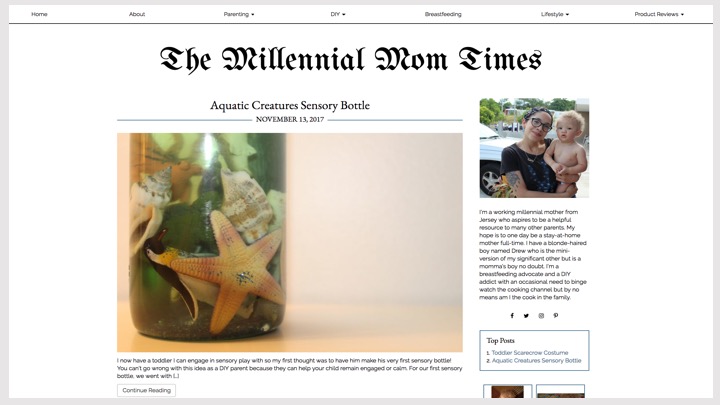 Home About Parenting DIY Breastfeeding Lifestyle Product Reviews
The Millennial Mom Times
Aquatic Creatures Sensory Bottle
NOVEMBER 13, 2017
I now have a toddler I can engage in sensory play with so my first thought was to have him make his very first sensory bottle!
You can't go wrong with this idea as a DIY parent because they can help your child remain engaged or calm. For our first sensory
bottle, we went with [...]
Continue Reading
I'm a working millennial mother from
Jersey who aspires to be a helpful
resource to many other parents. My
hope is to one day be a stay-at-home
mother full-time. I have a blonde-haired
boy named Drew who is the mini-
version of my significant other but is a
momma's boy no doubt. I'm a
breastfeeding advocate and a DIY
addict with an occasional need to binge
watch the cooking channel but by no
means am I the cook in the family.
Top Posts
1. Toddler Scarecrow Costume
2. Aquatic Creatures Sensory Bottle